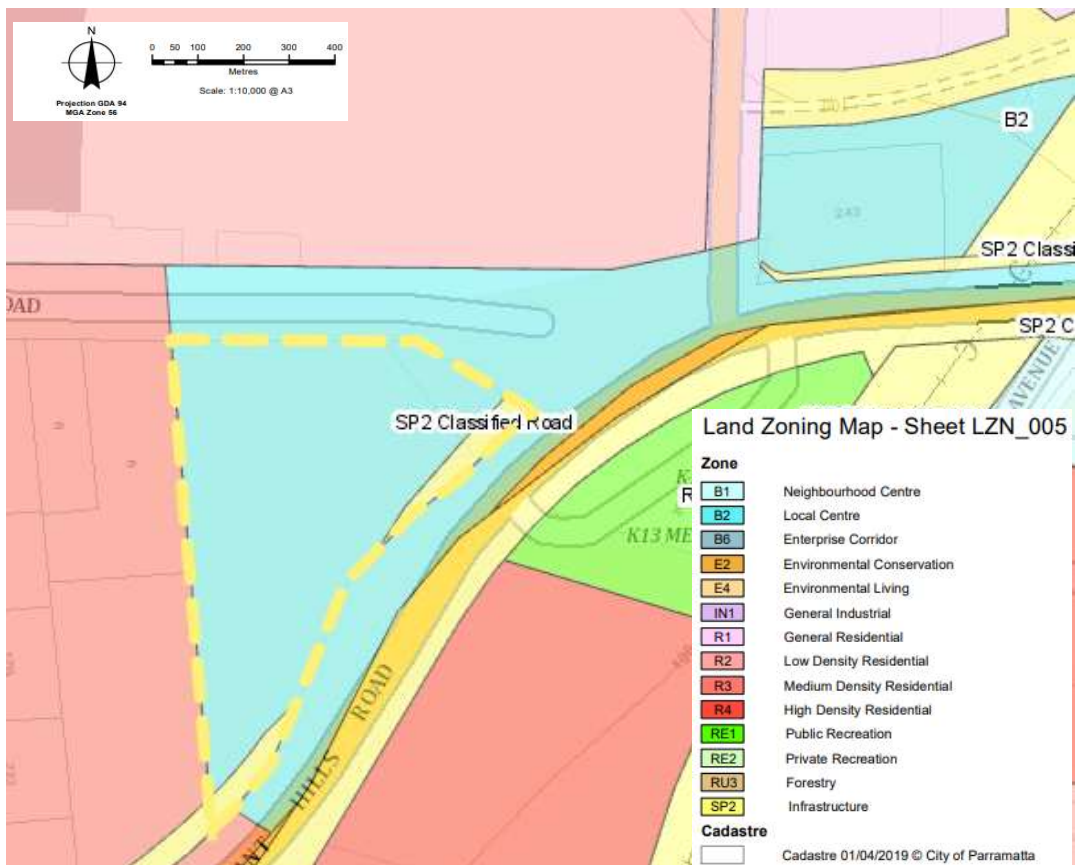 N
0 50 100 200 300 400
Metres
Scale: 1:10,000 @ A3
Projection GDA 94
MGA Zone 56
B2
243
SP2 Classi
SP2 C
OAD
AVENUE
SP2 Classified Road
R
K13 ME
ROAD
HILLS
ANT
Land Zoning Map - Sheet LZN_005
Zone
B1 Neighbourhood Centre
B2 Local Centre
B6 Enterprise Corridor
E2 Environmental Conservation
E4 Environmental Living
IN1 General Industrial
R1 General Residential
R2 Low Density Residential
R3 Medium Density Residential
R4 High Density Residential
RE1 Public Recreation
RE2 Private Recreation
RU3 Forestry
SP2 Infrastructure
Cadastre
Cadastre 01/04/2019 © City of Parramatta